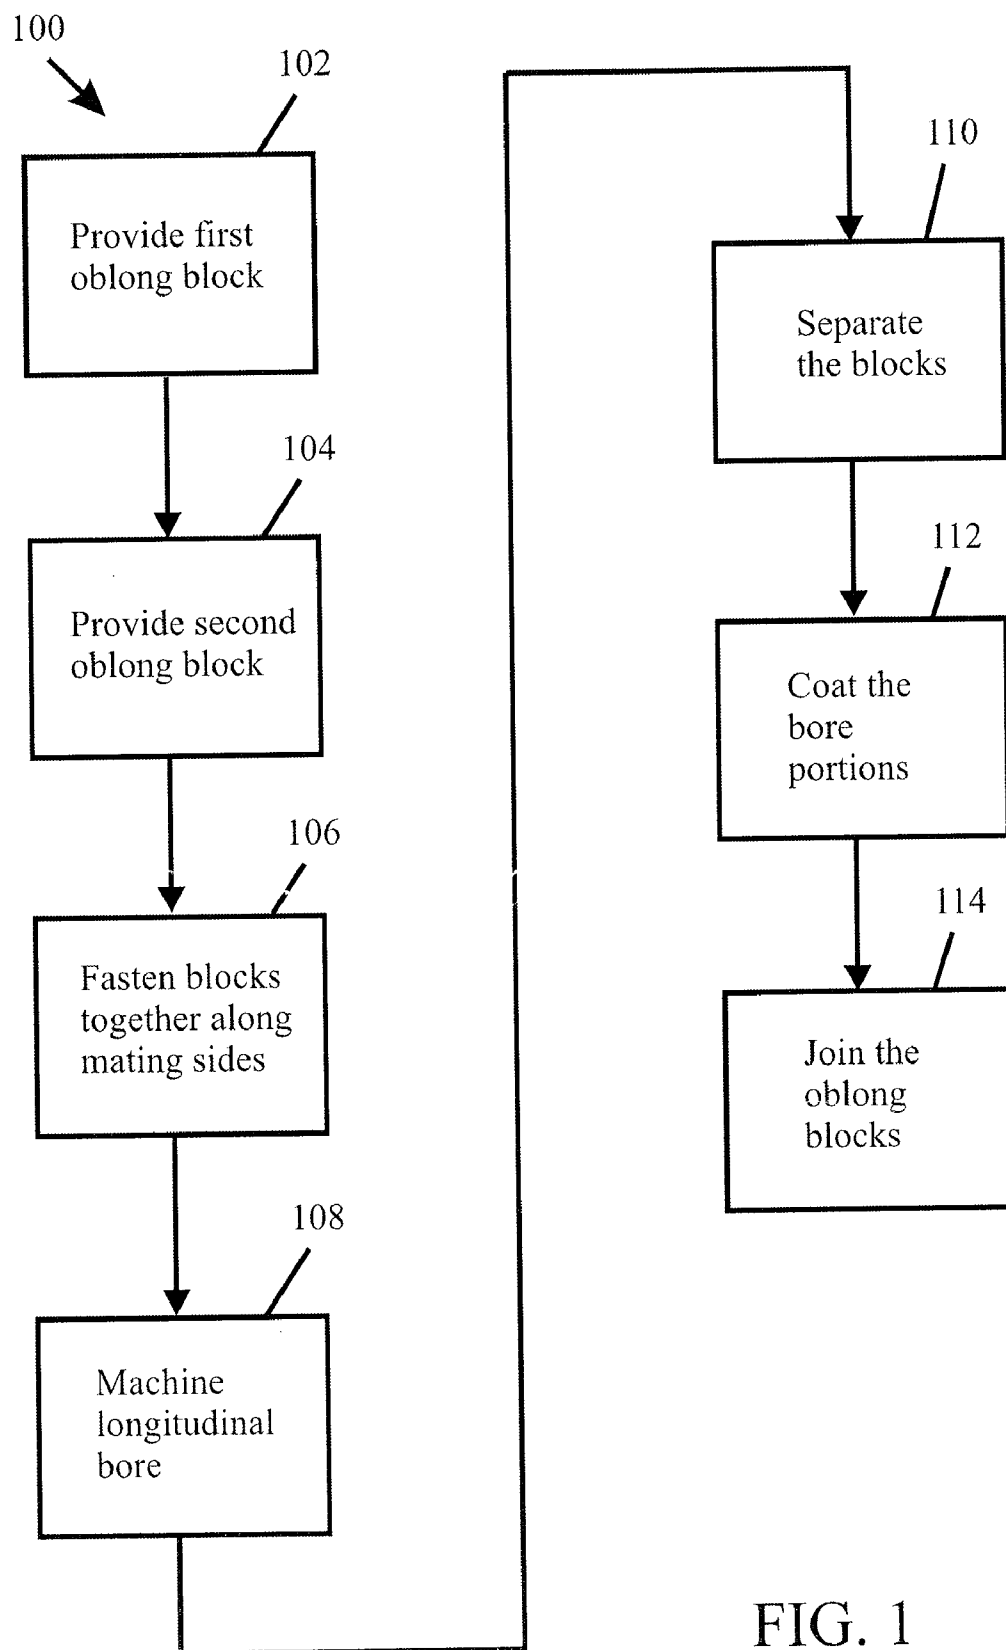 100
102
Provide first
oblong block
104
Provide second
oblong block
106
Fasten blocks
together along
mating sides
108
Machine
longitudinal
bore
110
Separate
the blocks
112
Coat the
bore
portions
114
Join the
oblong
blocks
FIG. 1